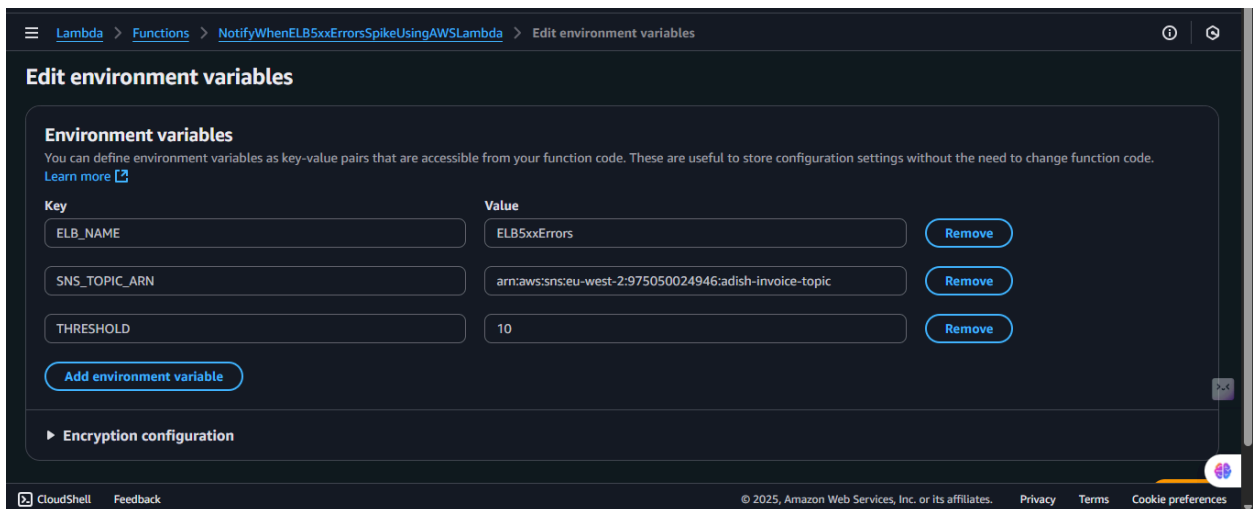 Lambda > Functions > NotifyWhenELB5xxErrorsSpikeUsingAWSLambda > Edit environment variables
Edit environment variables
Environment variables
You can define environment variables as key-value pairs that are accessible from your function code. These are useful to store configuration settings without the need to change function code.
Learn more
Key Value
ELB_NAME ELB5xxErrors Remove
SNS_TOPIC_ARN arn:aws:sns:eu-west-2:975050024946:adish-invoice-topic Remove
THRESHOLD 10 Remove
Add environment variable
Encryption configuration
CloudShell Feedback © 2025, Amazon Web Services, Inc. or its affiliates. Privacy Terms Cookie preferences